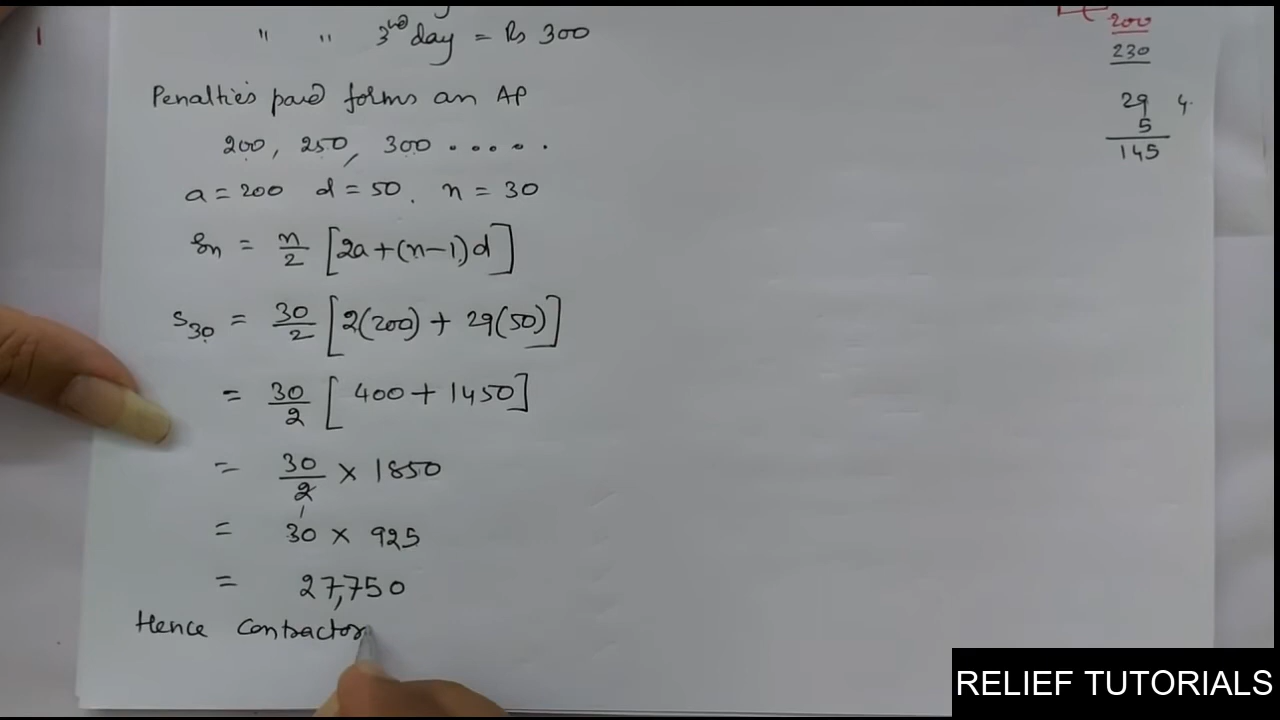 " " 3rd day = Rs 300
Penalties paid forms an AP
200, 250, 300 .....
a = 200 d = 50. n = 30
Sn = n/2 [2a+(n-1)d]
S30 = 30/2 [2(200) + 29(50)]
= 30/2 [400 + 1450]
= 30/2 × 1850
= 30 × 925
= 27,750
Hence Contractor
1
200
230
29 4
5
145
RELIEF TUTORIALS